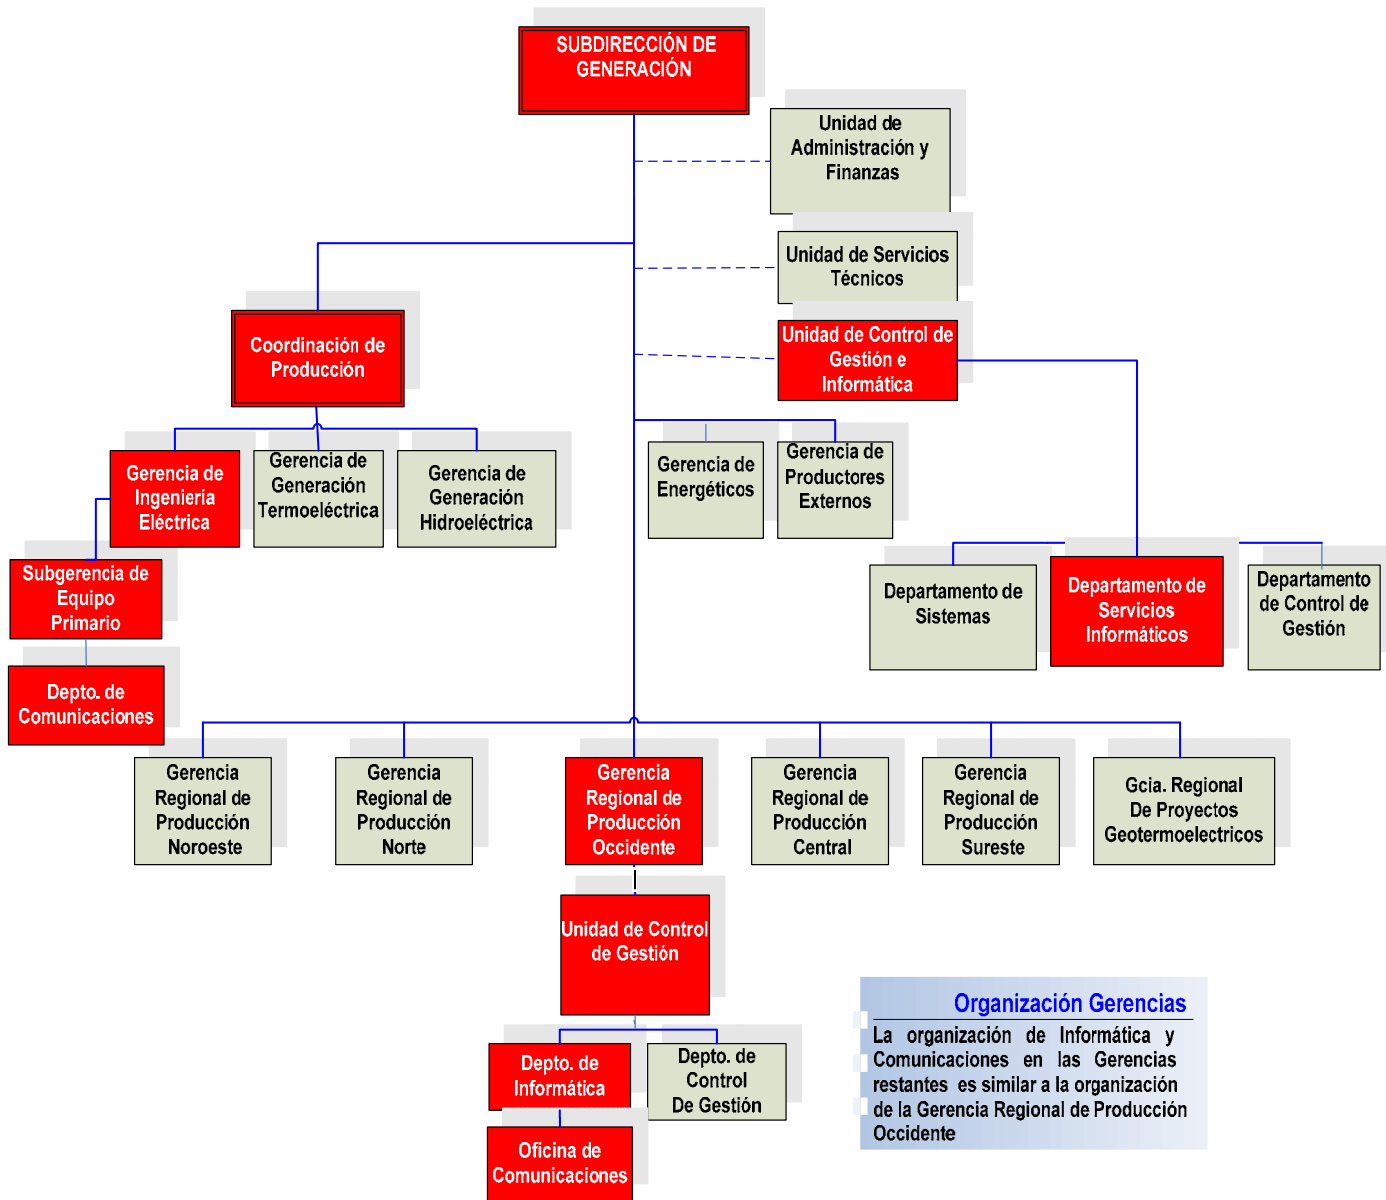 SUBDIRECCIÓN DE
GENERACIÓN
Unidad de
Administración y
Finanzas
Unidad de Servicios
Técnicos
Unidad de Control de
Gestión e
Informática
Coordinación de
Producción
Gerencia de
Ingeniería
Eléctrica
Gerencia de
Generación
Termoeléctrica
Gerencia de
Generación
Hidroeléctrica
Gerencia de
Energéticos
Gerencia de
Productores
Externos
Subgerencia de
Equipo
Primario
Depto. de
Comunicaciones
Departamento de
Sistemas
Departamento de
Servicios
Informáticos
Departamento
de Control de
Gestión
Gerencia
Regional de
Producción
Noroeste
Gerencia
Regional de
Producción
Norte
Gerencia
Regional de
Producción
Occidente
Gerencia
Regional de
Producción
Central
Gerencia
Regional de
Producción
Sureste
Gcia. Regional
De Proyectos
Geotermoelectricos
Unidad de Control
de Gestión
Depto. de
Informática
Depto. de
Control
De Gestión
Oficina de
Comunicaciones
Organización Gerencias
La organización de Informática y
Comunicaciones en las Gerencias
restantes es similar a la organización
de la Gerencia Regional de Producción
Occidente